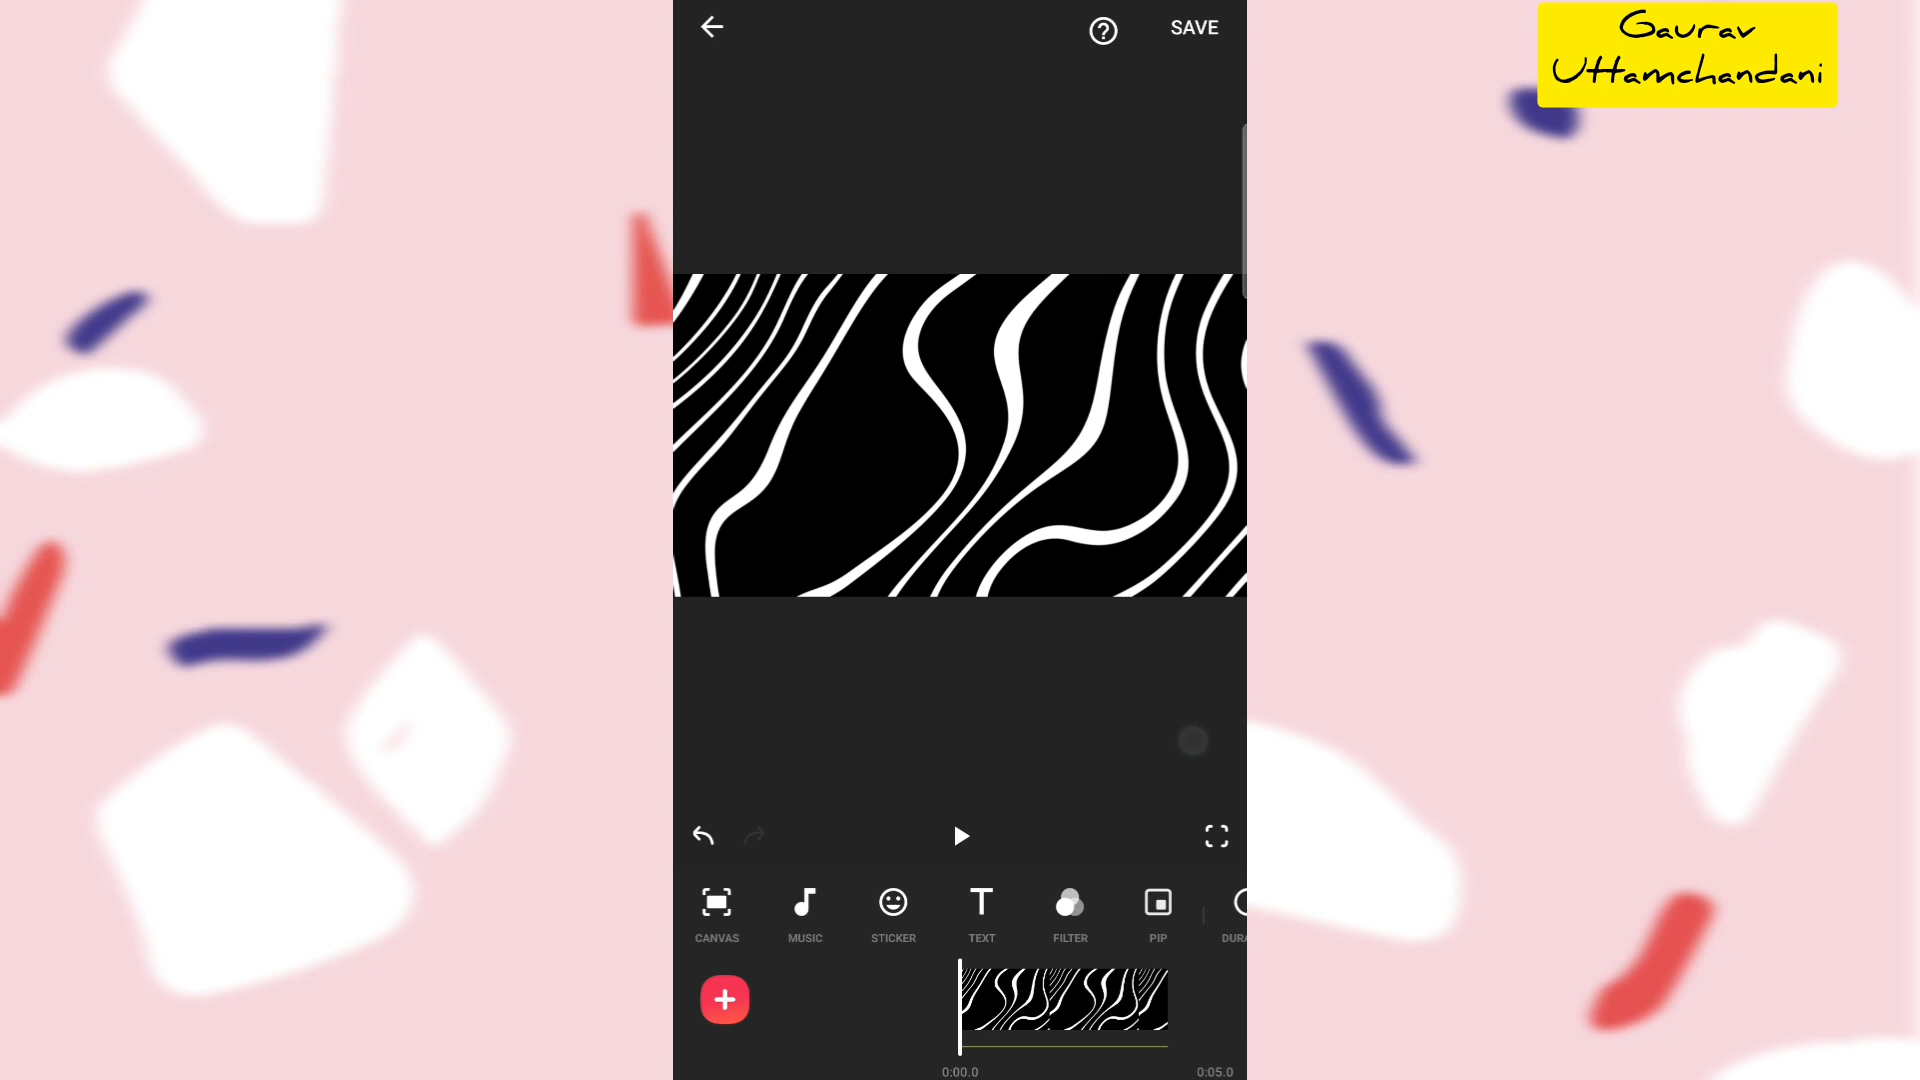 SAVE
Gaurav
Uttamchandani
CANVAS
MUSIC
STICKER
TEXT
FILTER
PIP
0:00.0
0:05.0